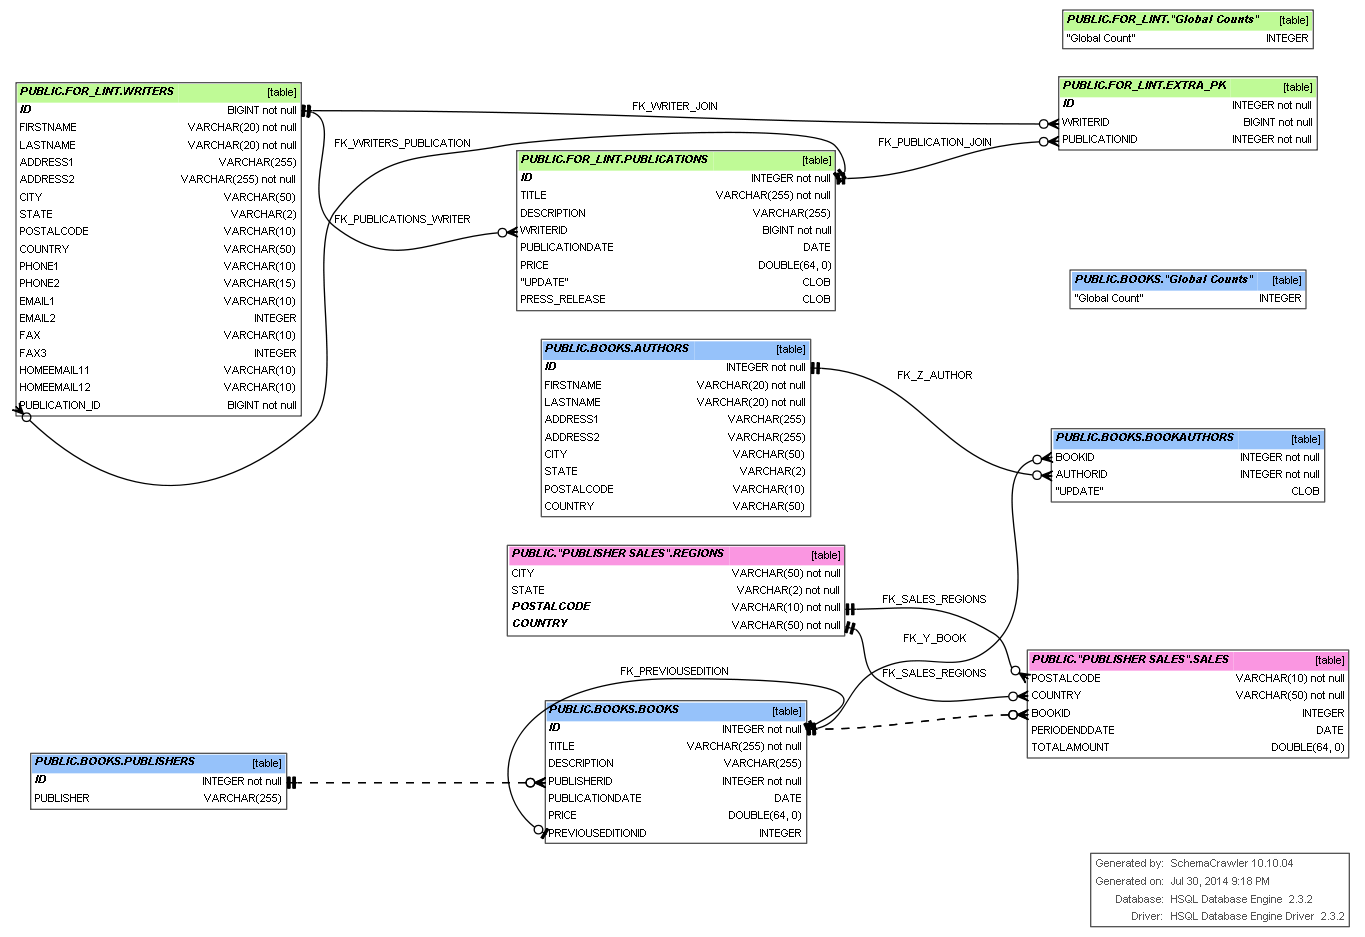 PUBLIC.FOR_LINT."Global Counts" [table]
"Global Count" INTEGER
PUBLIC.FOR_LINT.WRITERS [table]
ID BIGINT not null
FIRSTNAME VARCHAR(20) not null
LASTNAME VARCHAR(20) not null
ADDRESS1 VARCHAR(255)
ADDRESS2 VARCHAR(255) not null
CITY VARCHAR(50)
STATE VARCHAR(2)
POSTALCODE VARCHAR(10)
COUNTRY VARCHAR(50)
PHONE1 VARCHAR(10)
PHONE2 VARCHAR(15)
EMAIL1 VARCHAR(10)
EMAIL2 INTEGER
FAX VARCHAR(10)
FAX3 INTEGER
HOMEEMAIL11 VARCHAR(10)
HOMEEMAIL12 VARCHAR(10)
PUBLICATION_ID BIGINT not null
FK_WRITER_JOIN
FK_WRITERS_PUBLICATION
FK_PUBLICATIONS_WRITER
FK_PUBLICATION_JOIN
PUBLIC.FOR_LINT.EXTRA_PK [table]
ID INTEGER not null
WRITERID BIGINT not null
PUBLICATIONID INTEGER not null
PUBLIC.FOR_LINT.PUBLICATIONS [table]
ID INTEGER not null
TITLE VARCHAR(255) not null
DESCRIPTION VARCHAR(255)
WRITERID BIGINT not null
PUBLICATIONDATE DATE
PRICE DOUBLE(64, 0)
"UPDATE" CLOB
PRESS_RELEASE CLOB
PUBLIC.BOOKS."Global Counts" [table]
"Global Count" INTEGER
PUBLIC.BOOKS.AUTHORS [table]
ID INTEGER not null
FIRSTNAME VARCHAR(20) not null
LASTNAME VARCHAR(20) not null
ADDRESS1 VARCHAR(255)
ADDRESS2 VARCHAR(255)
CITY VARCHAR(50)
STATE VARCHAR(2)
POSTALCODE VARCHAR(10)
COUNTRY VARCHAR(50)
FK_Z_AUTHOR
PUBLIC.BOOKS.BOOKAUTHORS [table]
BOOKID INTEGER not null
AUTHORID INTEGER not null
"UPDATE" CLOB
PUBLIC."PUBLISHER SALES".REGIONS [table]
CITY VARCHAR(50) not null
STATE VARCHAR(2) not null
POSTALCODE VARCHAR(10) not null
COUNTRY VARCHAR(50) not null
FK_SALES_REGIONS
FK_Y_BOOK
FK_SALES_REGIONS
FK_PREVIOUSEDITION
PUBLIC."PUBLISHER SALES".SALES [table]
POSTALCODE VARCHAR(10) not null
COUNTRY VARCHAR(50) not null
BOOKID INTEGER
PERIODENDDATE DATE
TOTALAMOUNT DOUBLE(64, 0)
PUBLIC.BOOKS.BOOKS [table]
ID INTEGER not null
TITLE VARCHAR(255) not null
DESCRIPTION VARCHAR(255)
PUBLISHERID INTEGER not null
PUBLICATIONDATE DATE
PRICE DOUBLE(64, 0)
PREVIOUSEDITIONID INTEGER
PUBLIC.BOOKS.PUBLISHERS [table]
ID INTEGER not null
PUBLISHER VARCHAR(255)
Generated by: SchemaCrawler 10.10.04
Generated on: Jul 30, 2014 9:18 PM
Database: HSQL Database Engine 2.3.2
Driver: HSQL Database Engine Driver 2.3.2